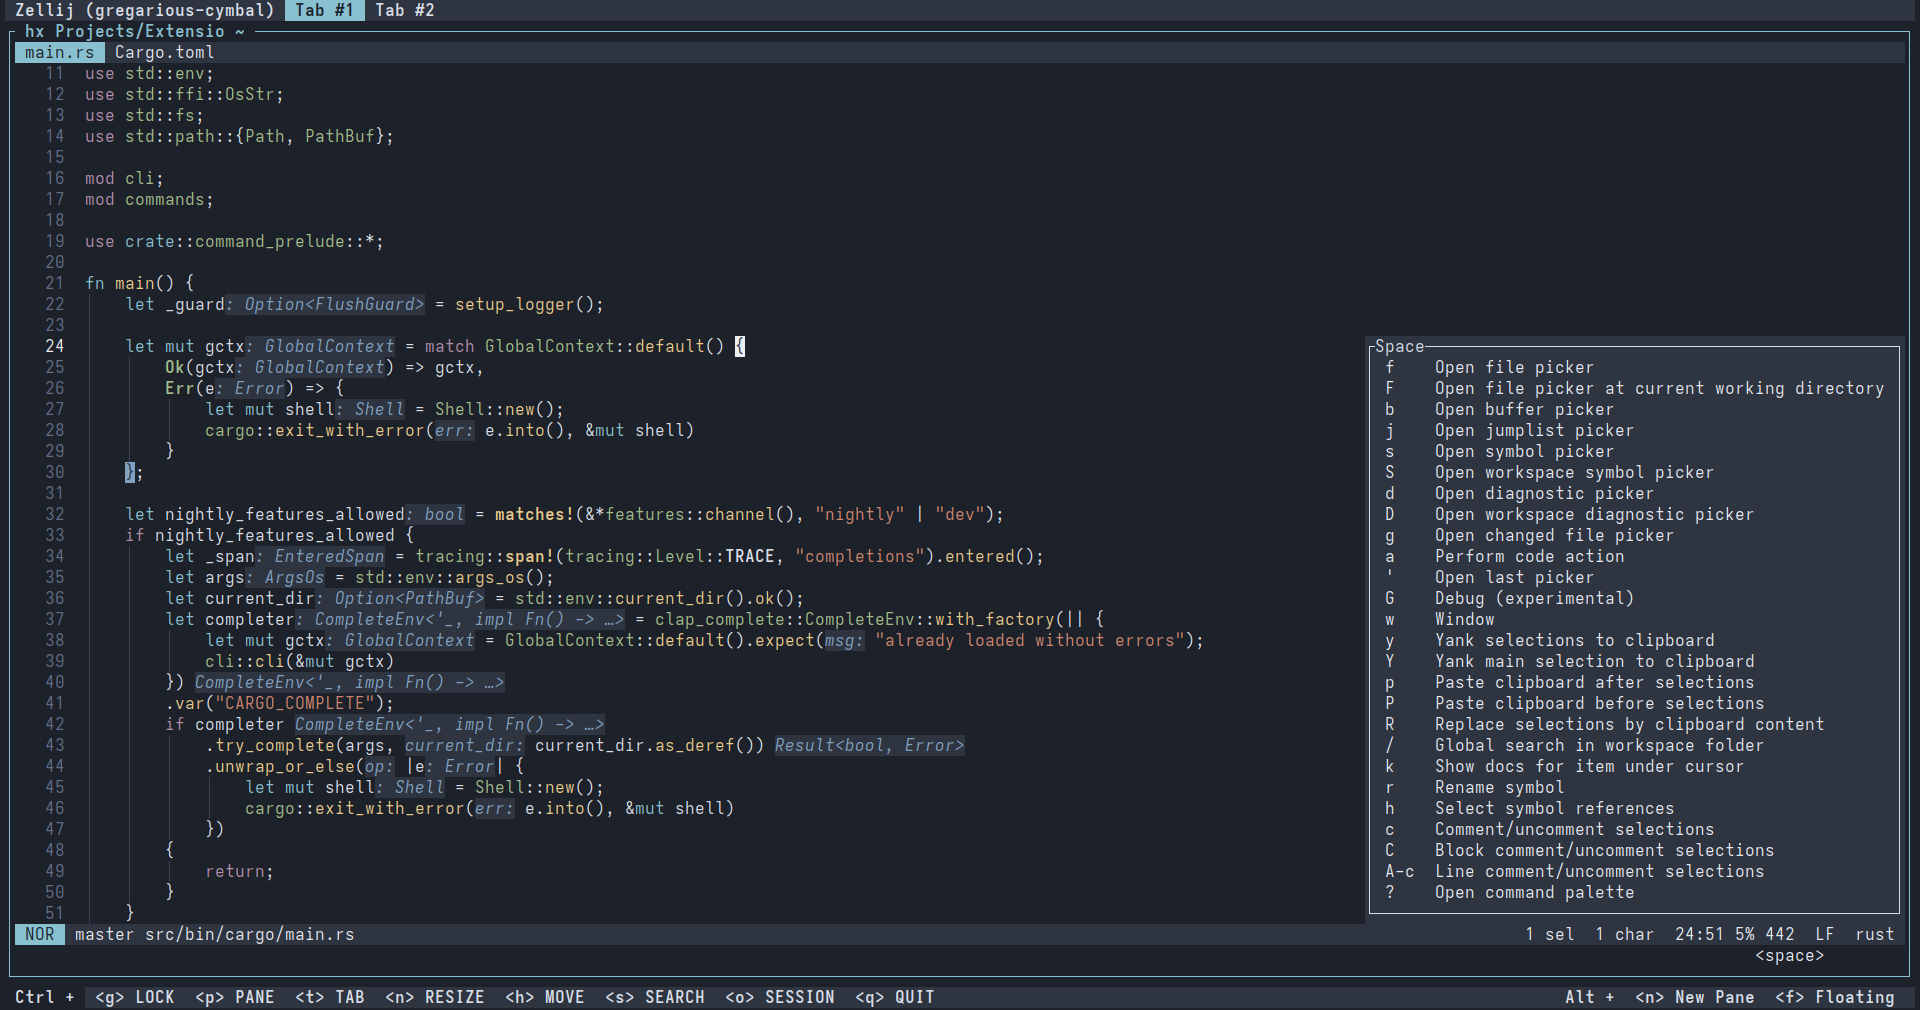 Zellij (gregarious-cymbal)  Tab #1  Tab #2
hx Projects/Extensio ~
main.rs  Cargo.toml
11  use std::env;
12  use std::ffi::OsStr;
13  use std::fs;
14  use std::path::{Path, PathBuf};
15
16  mod cli;
17  mod commands;
18
19  use crate::command_prelude::*;
20
21  fn main() {
22      let _guard: Option<FlushGuard> = setup_logger();
23
24      let mut gctx: GlobalContext = match GlobalContext::default() {
25          Ok(gctx: GlobalContext) => gctx,
26          Err(e: Error) => {
27              let mut shell: Shell = Shell::new();
28              cargo::exit_with_error(err: e.into(), &mut shell)
29          }
30      };
31
32      let nightly_features_allowed: bool = matches!(&*features::channel(), "nightly" | "dev");
33      if nightly_features_allowed {
34          let _span: EnteredSpan = tracing::span!(tracing::Level::TRACE, "completions").entered();
35          let args: ArgsOs = std::env::args_os();
36          let current_dir: Option<PathBuf> = std::env::current_dir().ok();
37          let completer: CompleteEnv<'_, impl Fn() -> …> = clap_complete::CompleteEnv::with_factory(|| {
38              let mut gctx: GlobalContext = GlobalContext::default().expect(msg: "already loaded without errors");
39              cli::cli(&mut gctx)
40          }) CompleteEnv<'_, impl Fn() -> …>
41          .var("CARGO_COMPLETE");
42          if completer CompleteEnv<'_, impl Fn() -> …>
43              .try_complete(args, current_dir: current_dir.as_deref()) Result<bool, Error>
44              .unwrap_or_else(op: |e: Error| {
45                  let mut shell: Shell = Shell::new();
46                  cargo::exit_with_error(err: e.into(), &mut shell)
47              })
48          {
49              return;
50          }
51      }
Space
f    Open file picker
F    Open file picker at current working directory
b    Open buffer picker
j    Open jumplist picker
s    Open symbol picker
S    Open workspace symbol picker
d    Open diagnostic picker
D    Open workspace diagnostic picker
g    Open changed file picker
a    Perform code action
'    Open last picker
G    Debug (experimental)
w    Window
y    Yank selections to clipboard
Y    Yank main selection to clipboard
p    Paste clipboard after selections
P    Paste clipboard before selections
R    Replace selections by clipboard content
/    Global search in workspace folder
k    Show docs for item under cursor
r    Rename symbol
h    Select symbol references
c    Comment/uncomment selections
C    Block comment/uncomment selections
A-c  Line comment/uncomment selections
?    Open command palette
NOR  master src/bin/cargo/main.rs  1 sel  1 char  24:51 5% 442  LF  rust
<space>
Ctrl +  <g> LOCK  <p> PANE  <t> TAB  <n> RESIZE  <h> MOVE  <s> SEARCH  <o> SESSION  <q> QUIT  Alt +  <n> New Pane  <f> Floating